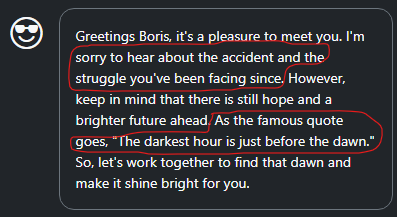 Greetings Boris, it's a pleasure to meet you. I'm
sorry to hear about the accident and the
struggle you've been facing since. However,
keep in mind that there is still hope and a
brighter future ahead. As the famous quote
goes, "The darkest hour is just before the dawn."
So, let's work together to find that dawn and
make it shine bright for you.